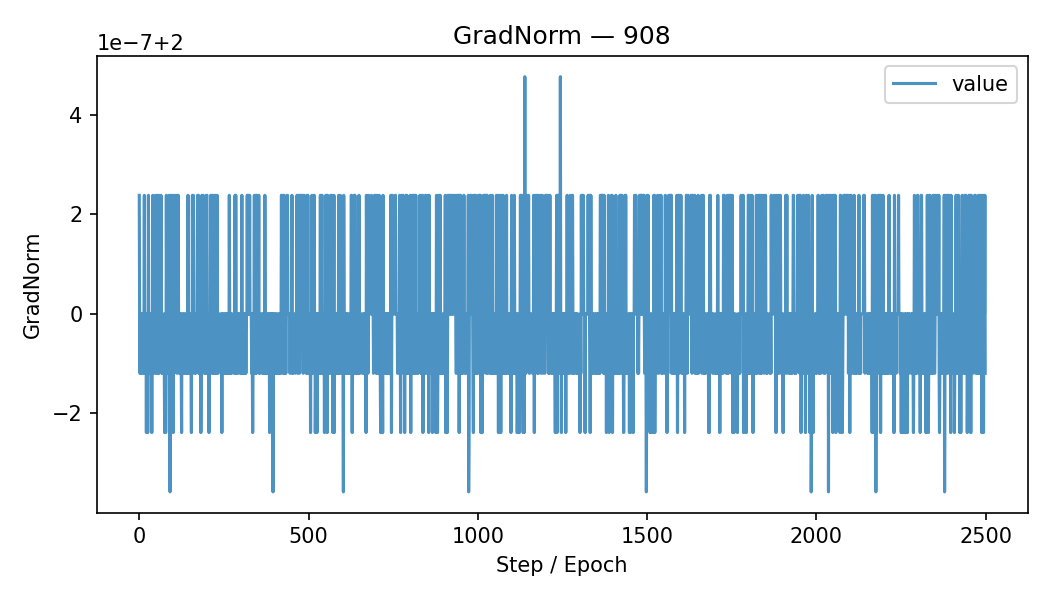 GradNorm — 908
1e−7+2
value
GradNorm
4
2
0
−2
0
500
1000
1500
2000
2500
Step / Epoch